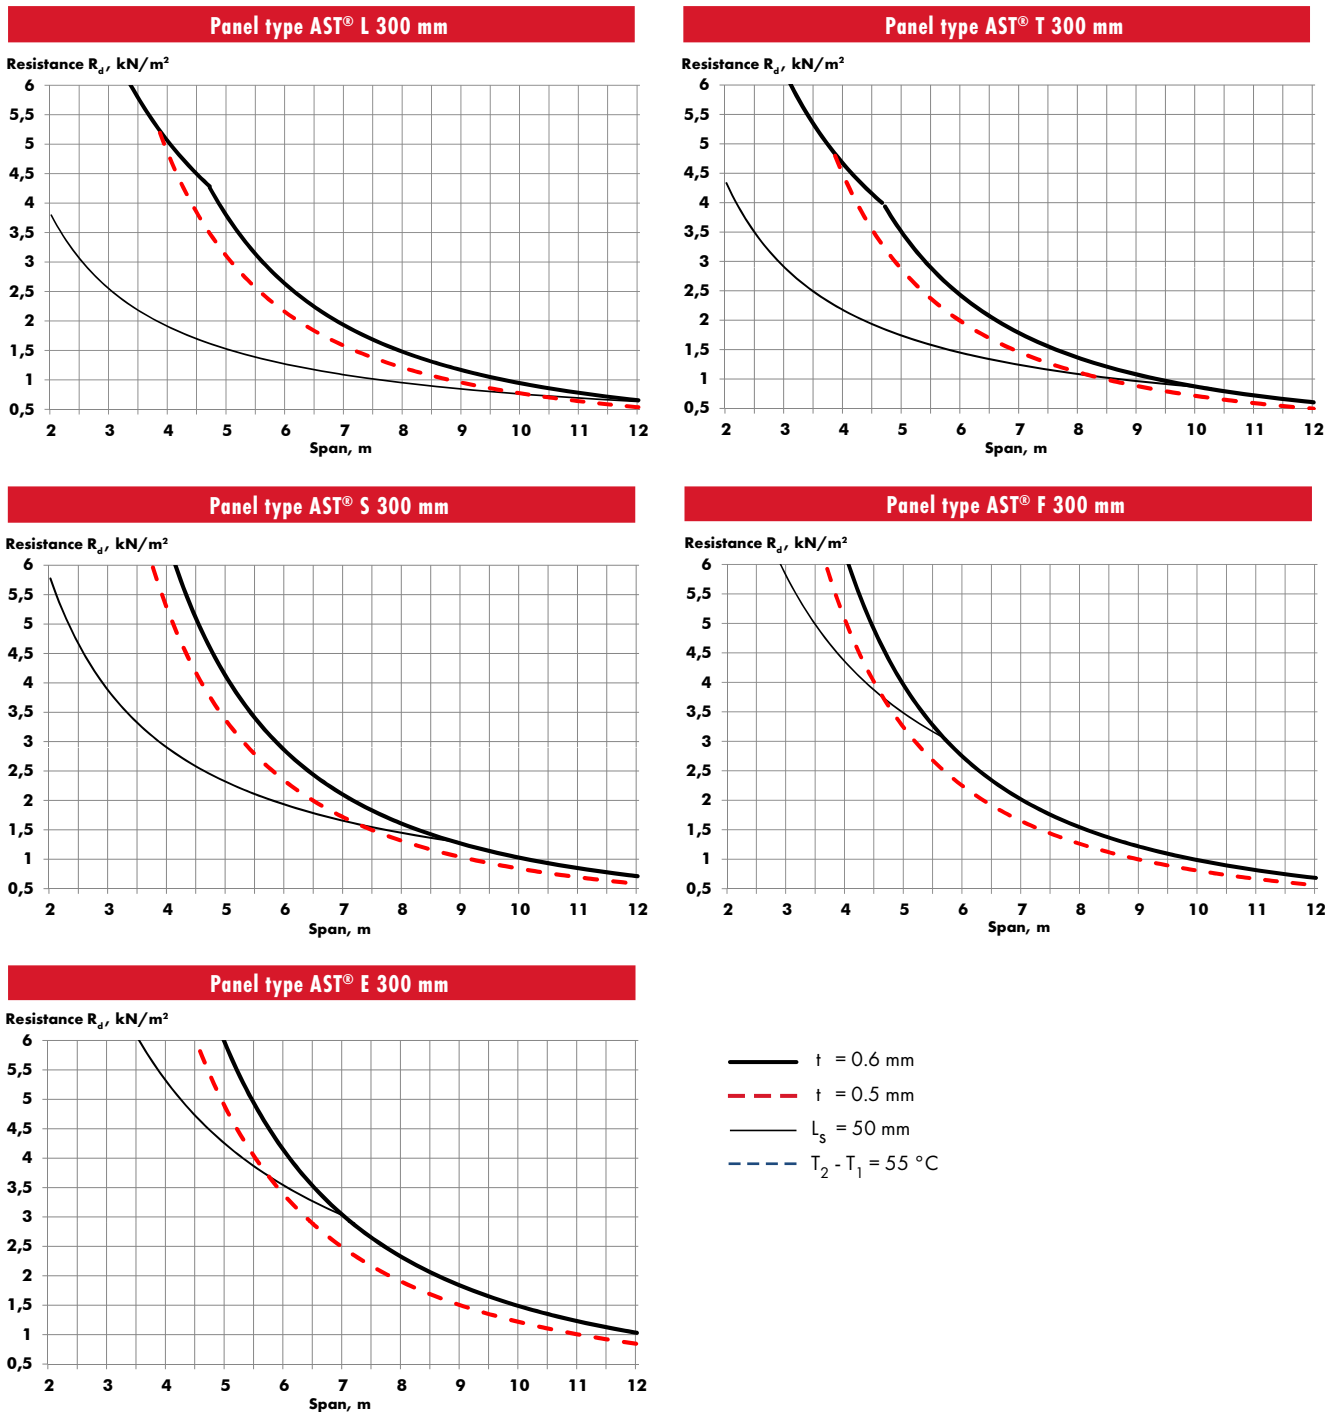 Panel type AST® L 300 mm
Resistance R_d, kN/m²
6
5,5
5
4,5
4
3,5
3
2,5
2
1,5
1
0,5
2 3 4 5 6 7 8 9 10 11 12
Span, m
Panel type AST® T 300 mm
Resistance R_d, kN/m²
6
5,5
5
4,5
4
3,5
3
2,5
2
1,5
1
0,5
2 3 4 5 6 7 8 9 10 11 12
Span, m
Panel type AST® S 300 mm
Resistance R_d, kN/m²
6
5,5
5
4,5
4
3,5
3
2,5
2
1,5
1
0,5
2 3 4 5 6 7 8 9 10 11 12
Span, m
Panel type AST® F 300 mm
Resistance R_d, kN/m²
6
5,5
5
4,5
4
3,5
3
2,5
2
1,5
1
0,5
2 3 4 5 6 7 8 9 10 11 12
Span, m
Panel type AST® E 300 mm
Resistance R_d, kN/m²
6
5,5
5
4,5
4
3,5
3
2,5
2
1,5
1
0,5
2 3 4 5 6 7 8 9 10 11 12
Span, m
t = 0.6 mm
t = 0.5 mm
L_s = 50 mm
T_2 - T_1 = 55 °C